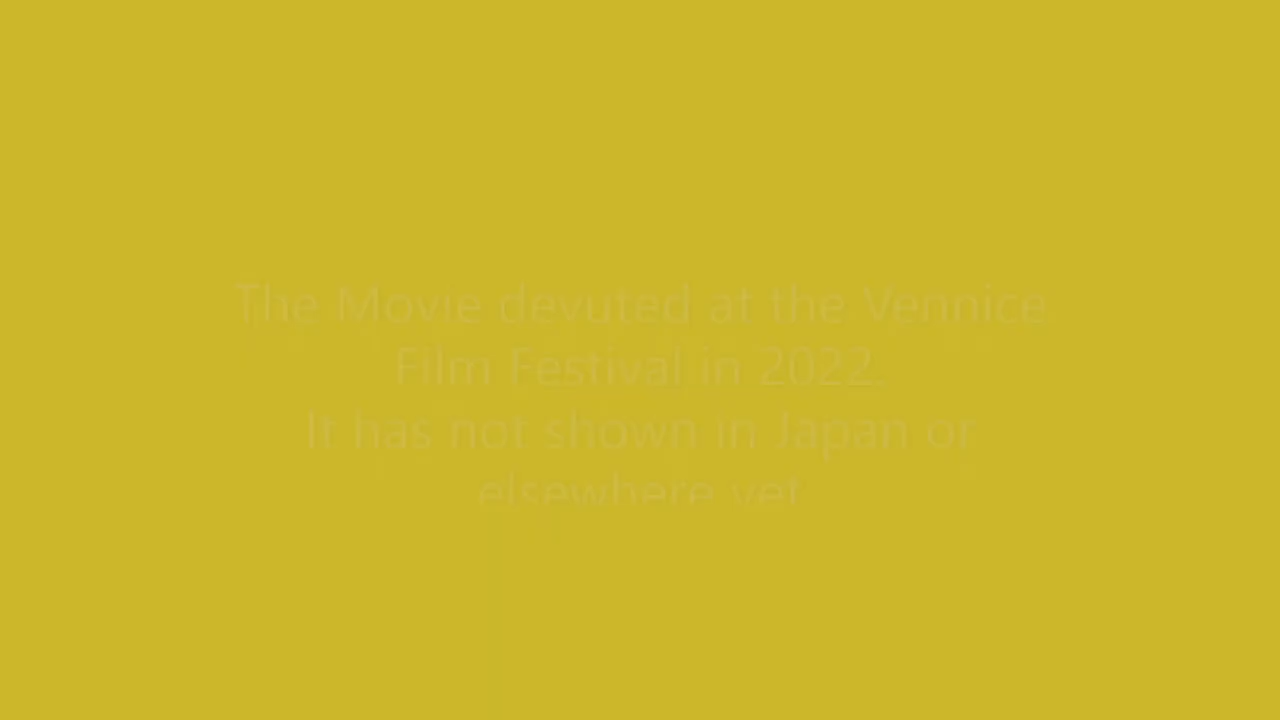 The Movie devuted at the Vennice
Film Festival in 2022.
It has not shown in Japan or
elsewhere yet